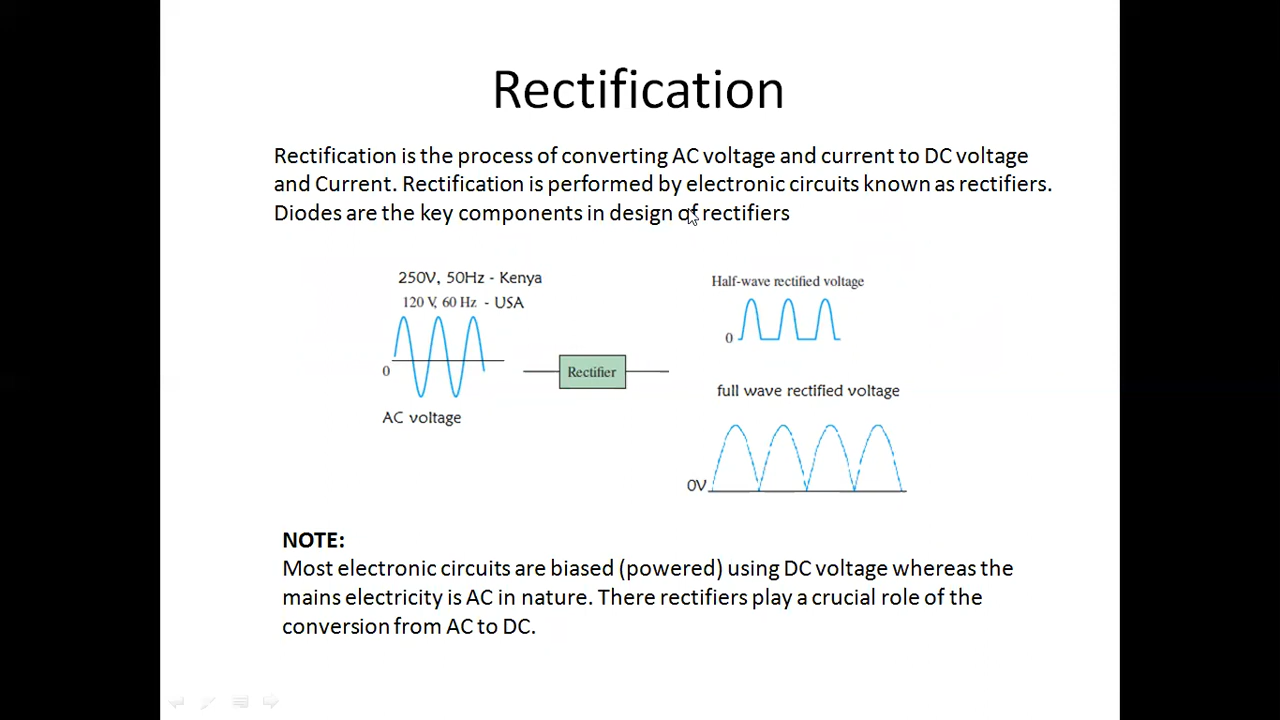 Rectification
Rectification is the process of converting AC voltage and current to DC voltage
and Current. Rectification is performed by electronic circuits known as rectifiers.
Diodes are the key components in design of rectifiers
250V, 50Hz - Kenya
120 V, 60 Hz - USA
0
AC voltage
Rectifier
Half-wave rectified voltage
0
full wave rectified voltage
0V
NOTE:
Most electronic circuits are biased (powered) using DC voltage whereas the
mains electricity is AC in nature. There rectifiers play a crucial role of the
conversion from AC to DC.